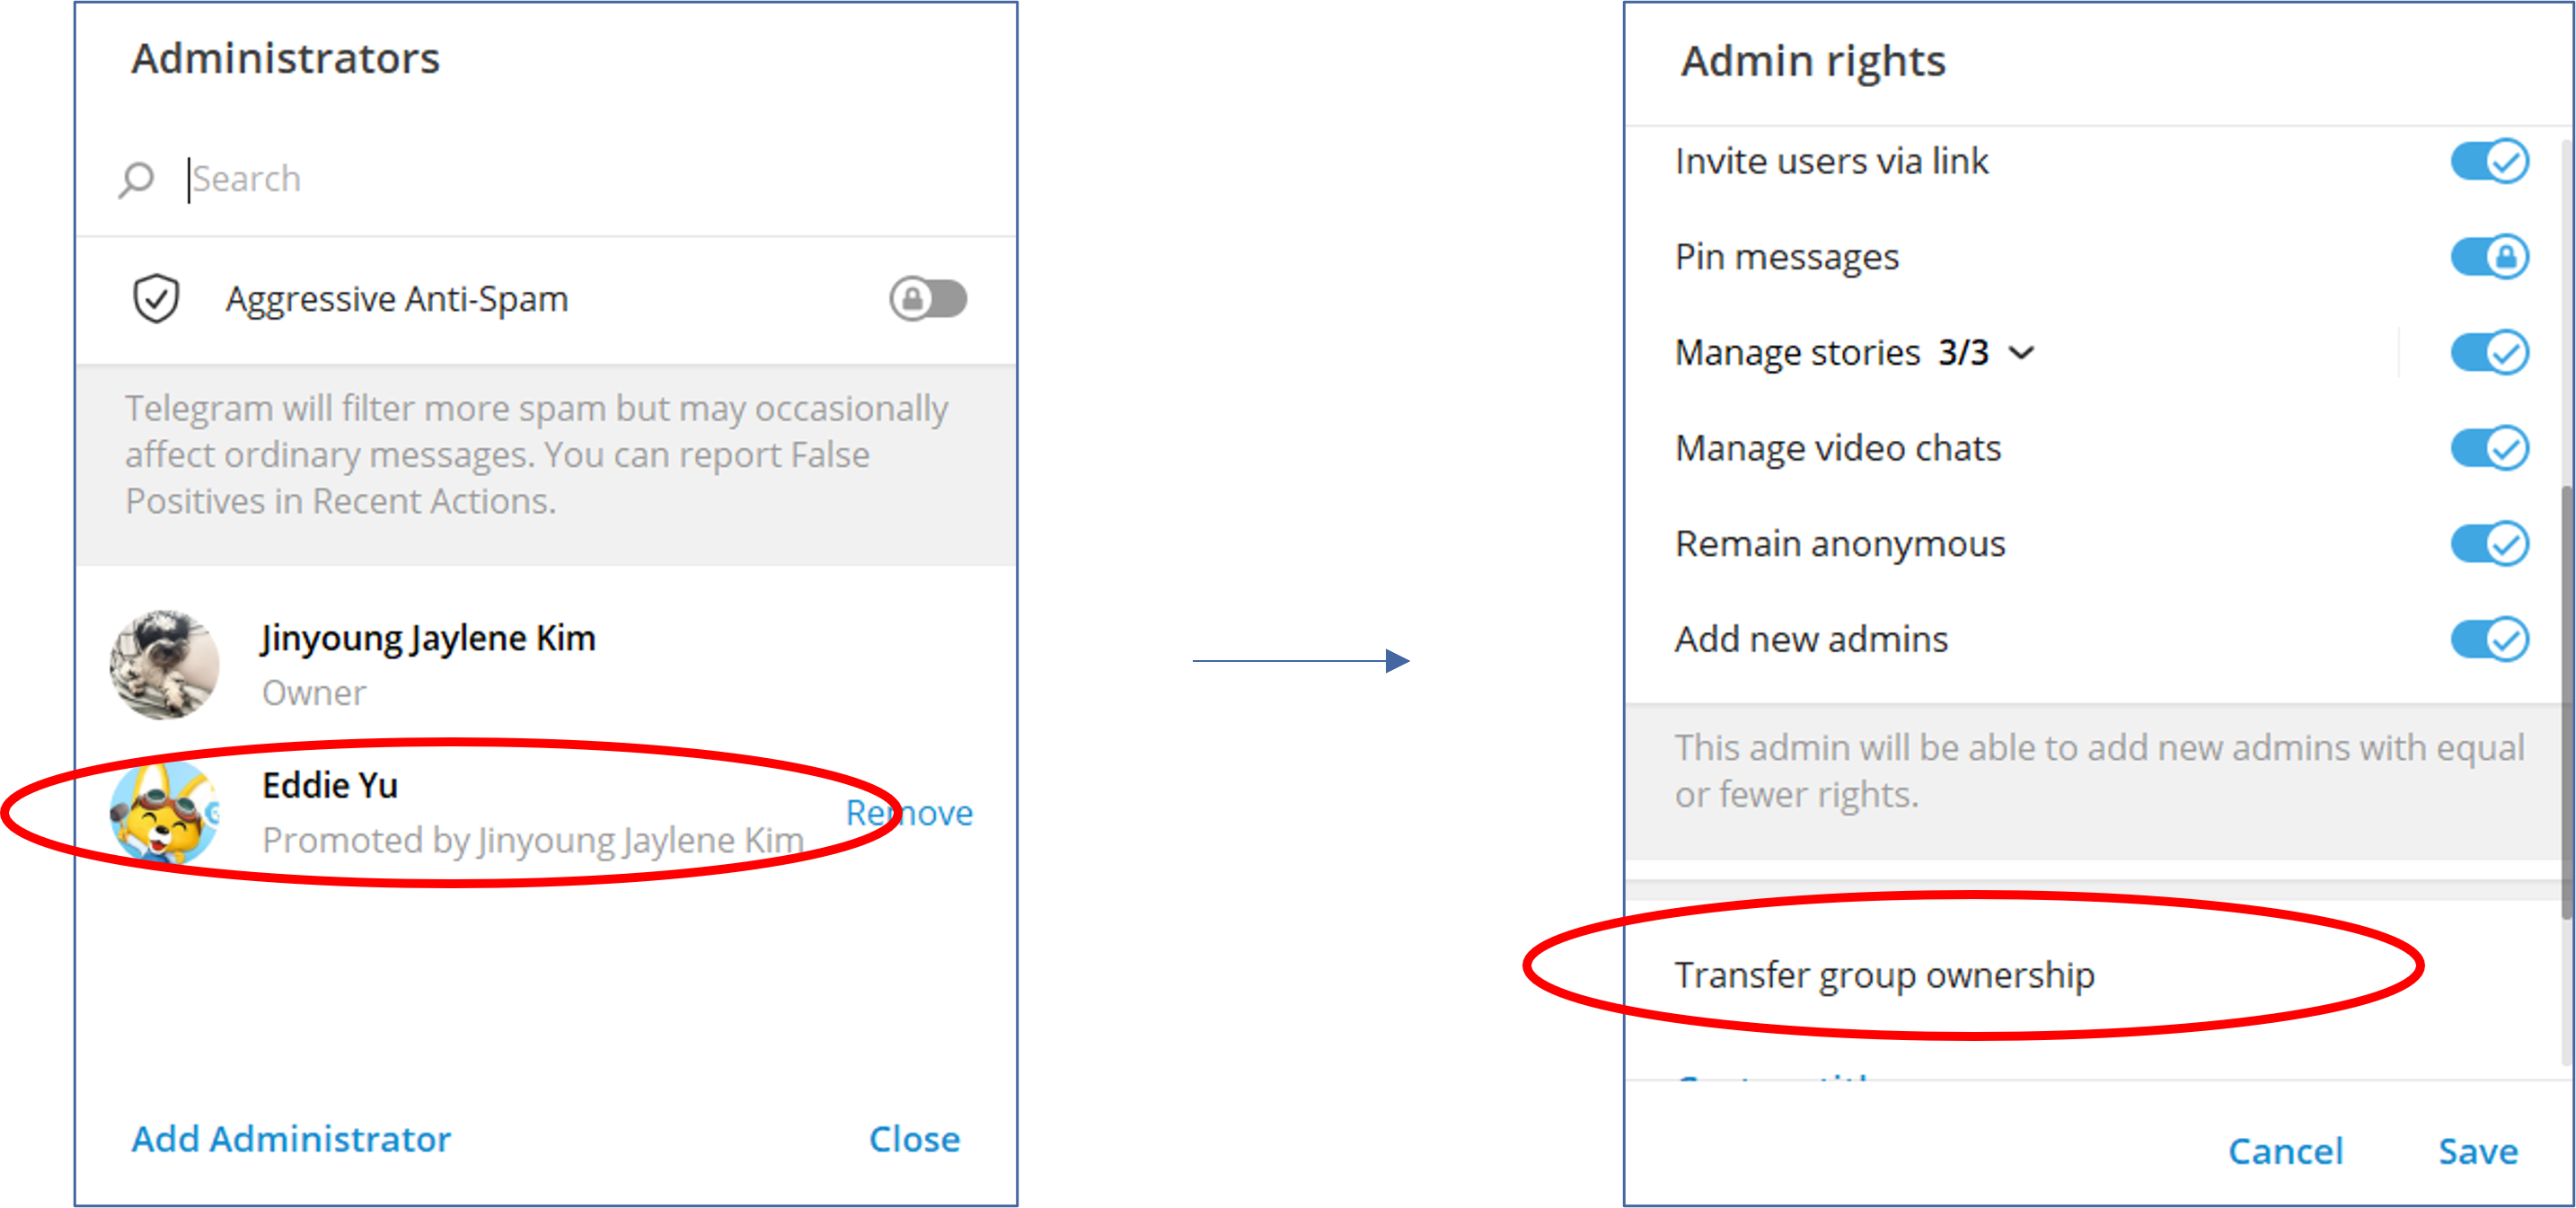 Administrators
Search
Aggressive Anti-Spam
Telegram will filter more spam but may occasionally
affect ordinary messages. You can report False
Positives in Recent Actions.
Jinyoung Jaylene Kim
Owner
Eddie Yu
Promoted by Jinyoung Jaylene Kim
Remove
Add Administrator
Close
Admin rights
Invite users via link
Pin messages
Manage stories 3/3
Manage video chats
Remain anonymous
Add new admins
This admin will be able to add new admins with equal
or fewer rights.
Transfer group ownership
Cancel
Save